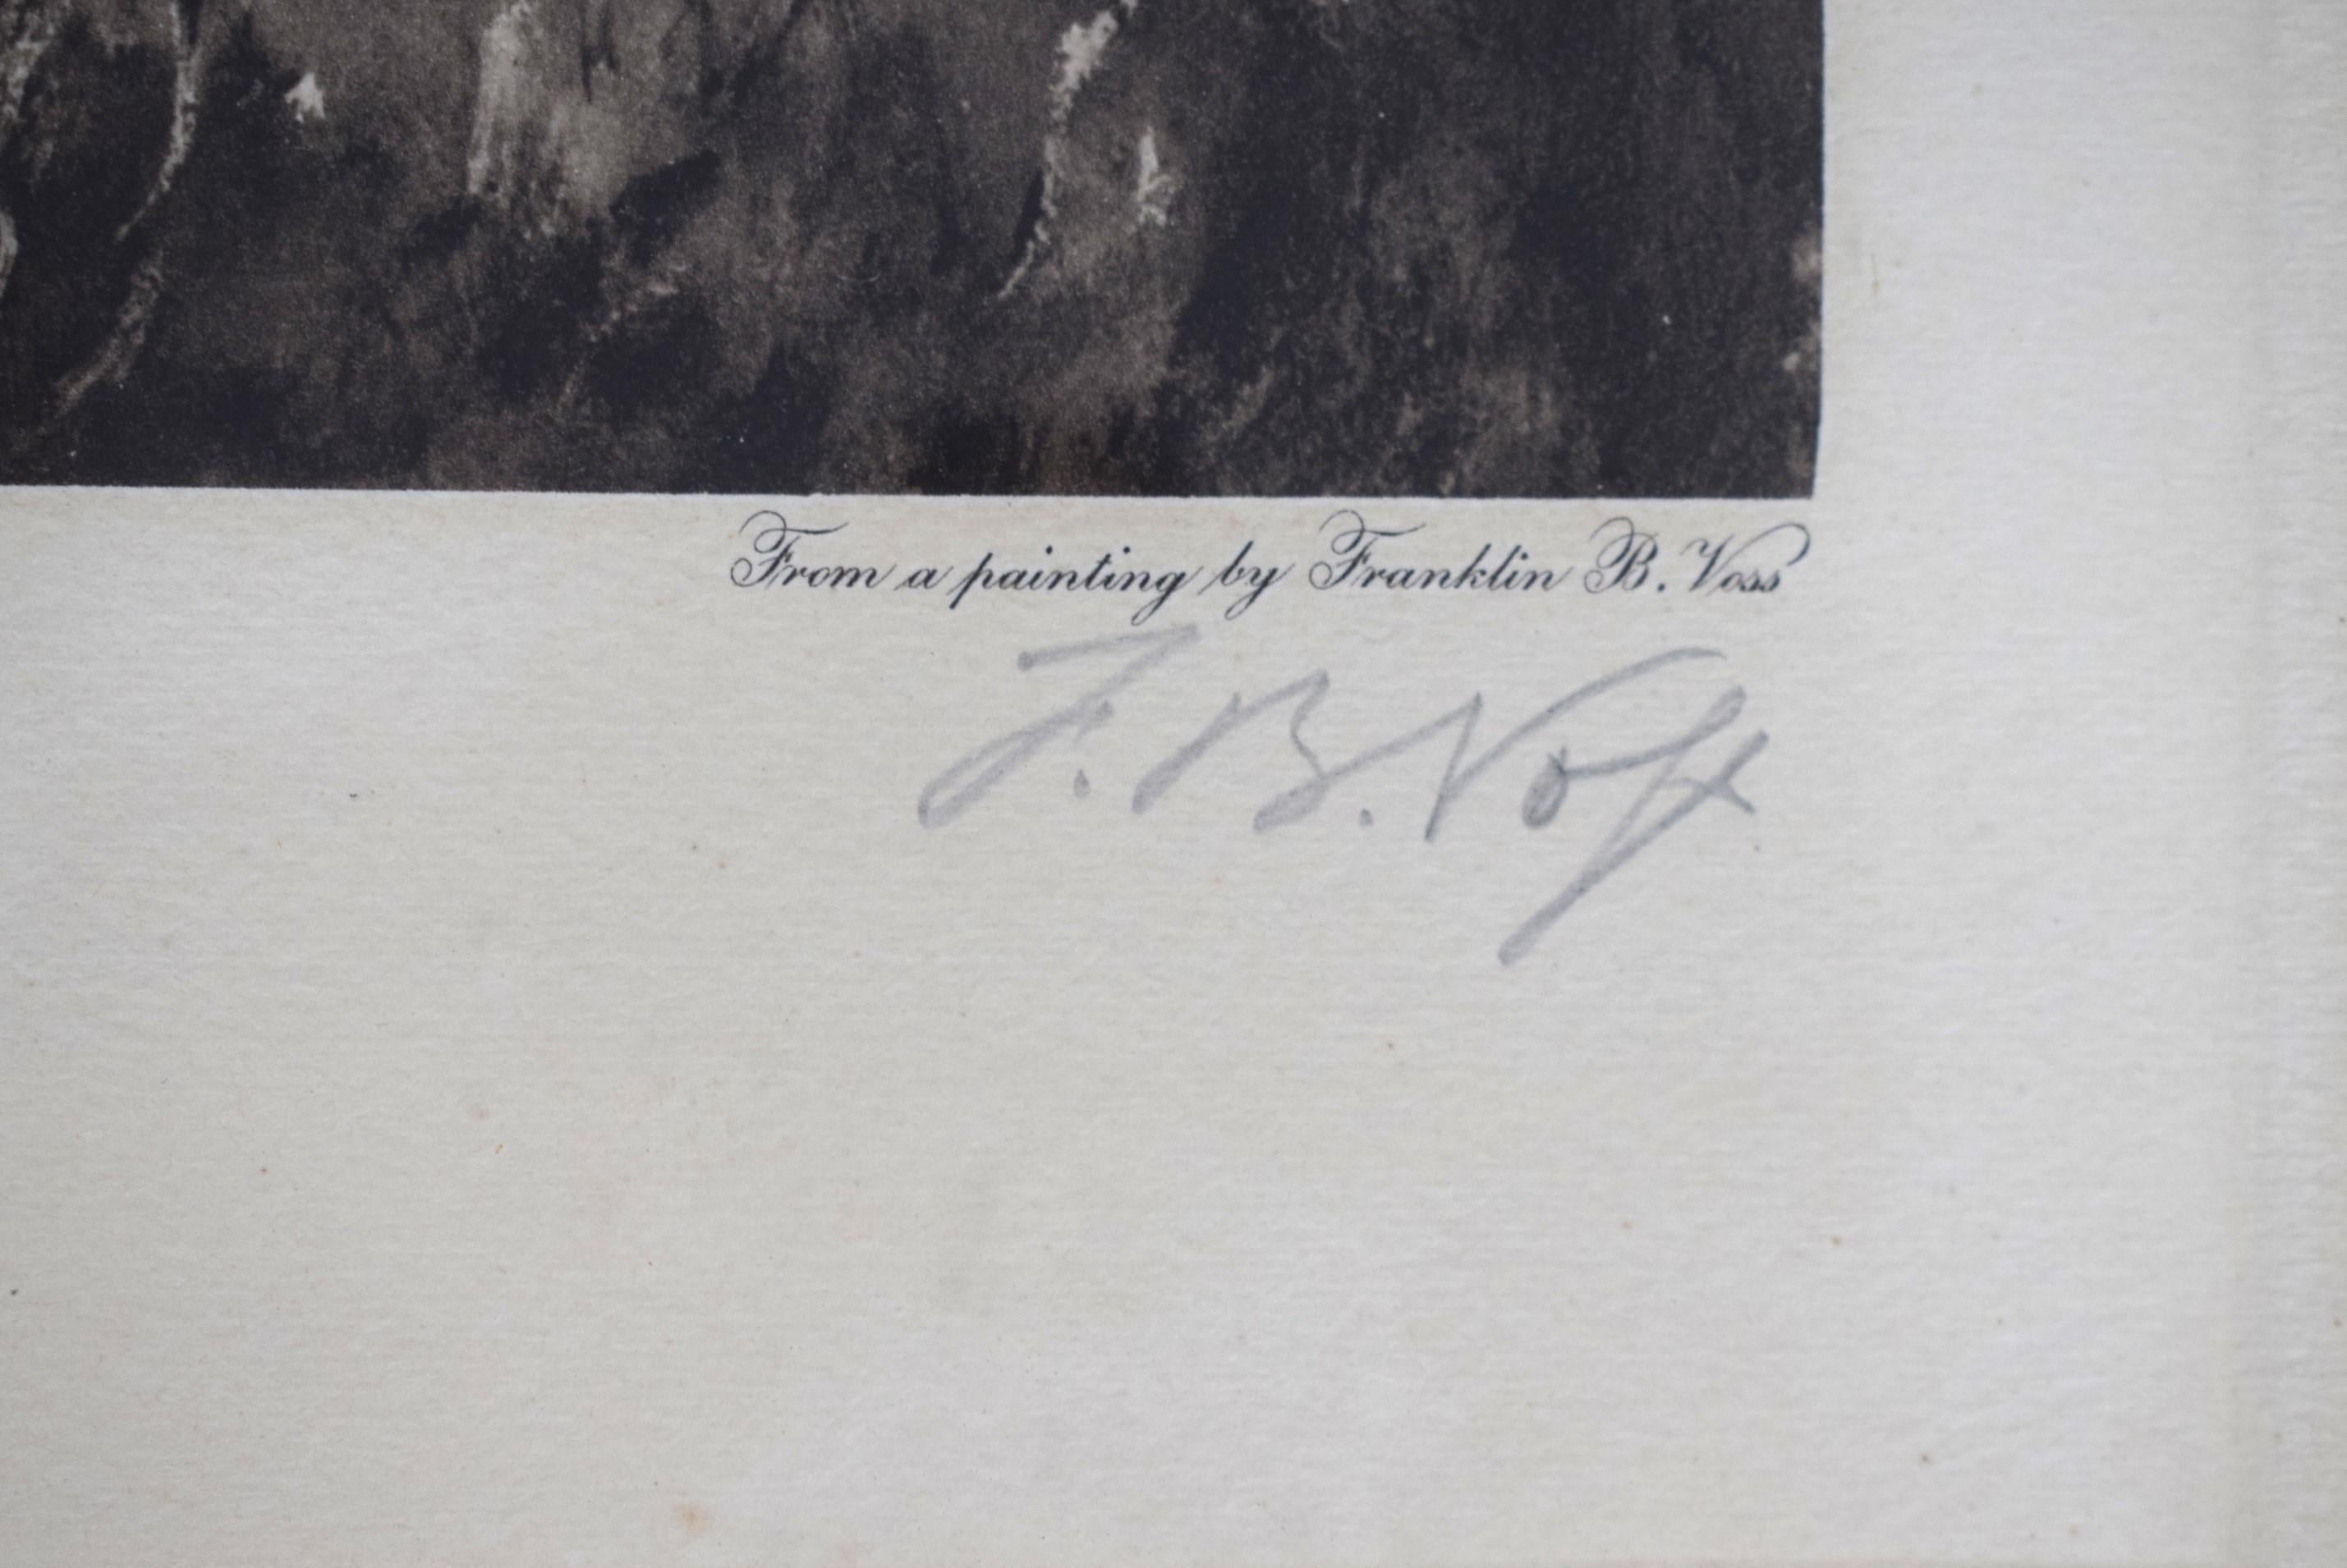 From a painting by Franklin B. Voss
F. B. Voss